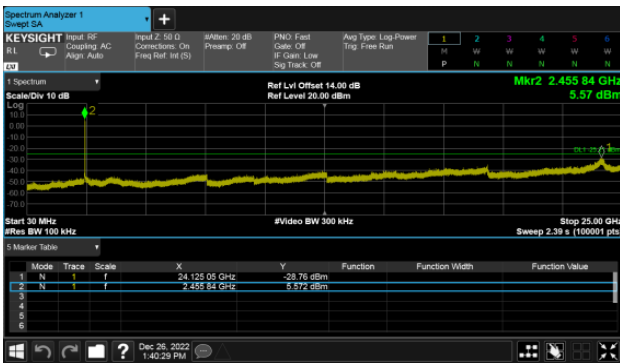 Spectrum Analyzer 1
Swept SA
+
KEYSIGHT Input: RF Input Z: 50 Ω #Atten: 20 dB PNO: Fast Avg Type: Log-Power 1 2 3 4 5 6
RL Coupling: AC Corrections: On Preamp: Off Gate: Off Trig: Free Run M W W W W W
Align: Auto Freq Ref: Int (S) IF Gain: Low
LXI Sig Track: Off P N N N N N
1 Spectrum Ref Lvl Offset 14.00 dB Mkr2 2.455 84 GHz
Scale/Div 10 dB Ref Level 20.00 dBm 5.57 dBm
Log
10.0 2
0.00
-10.0
-20.0 1
-30.0
-40.0
-50.0
-60.0
-70.0
Start 30 MHz #Video BW 300 kHz Stop 25.00 GHz
#Res BW 100 kHz Sweep 2.39 s (100001 pts)
5 Marker Table
Mode Trace Scale X Y Function Function Width Function Value
1 N 1 f 24.125 05 GHz -28.76 dBm
2 N 1 f 2.455 84 GHz 5.572 dBm
3
4
5
6
? Dec 26, 2022
1:40:29 PM